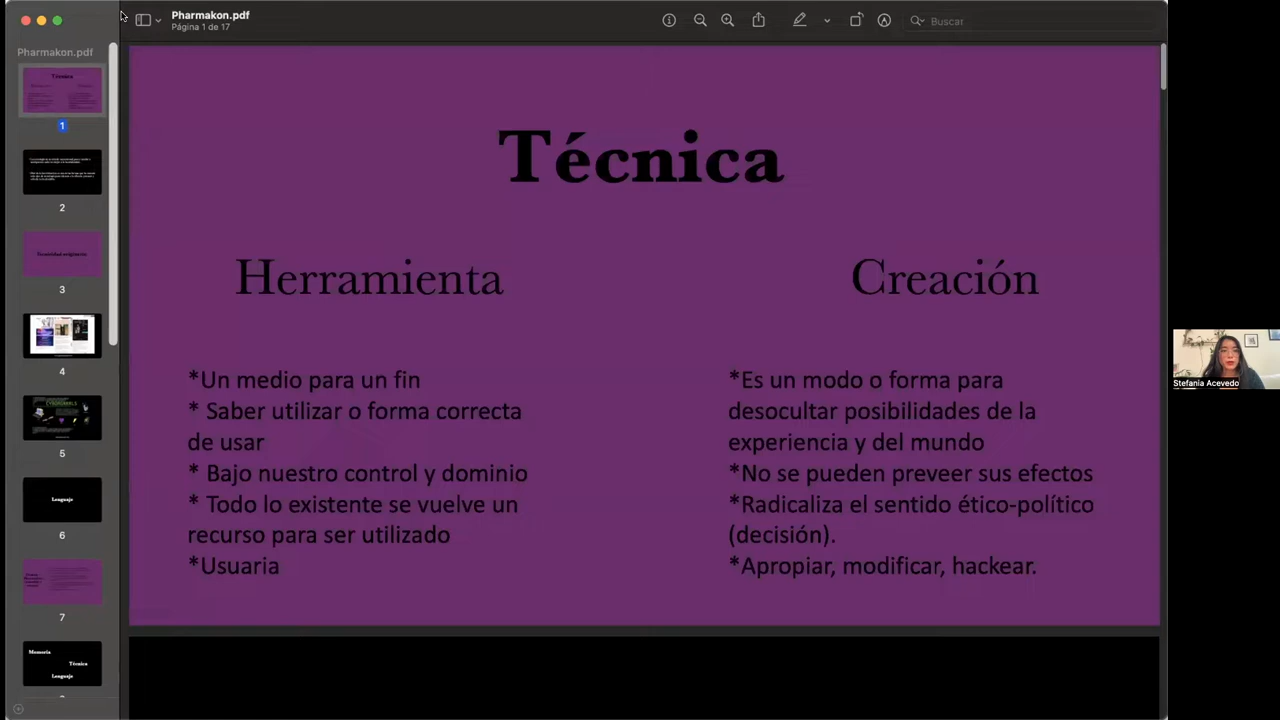 Pharmakon.pdf
Página 1 de 17
Buscar
Pharmakon.pdf
Técnica
1
2
Tecnicidad originaria
3
4
5
Lenguaje
6
7
Memoria
Técnica
Lenguaje
Técnica
Herramienta
*Un medio para un fin
* Saber utilizar o forma correcta
de usar
* Bajo nuestro control y dominio
* Todo lo existente se vuelve un
recurso para ser utilizado
*Usuaria
Creación
*Es un modo o forma para
desocultar posibilidades de la
experiencia y del mundo
*No se pueden preveer sus efectos
*Radicaliza el sentido ético-político
(decisión).
*Apropiar, modificar, hackear.
Stefania Acevedo